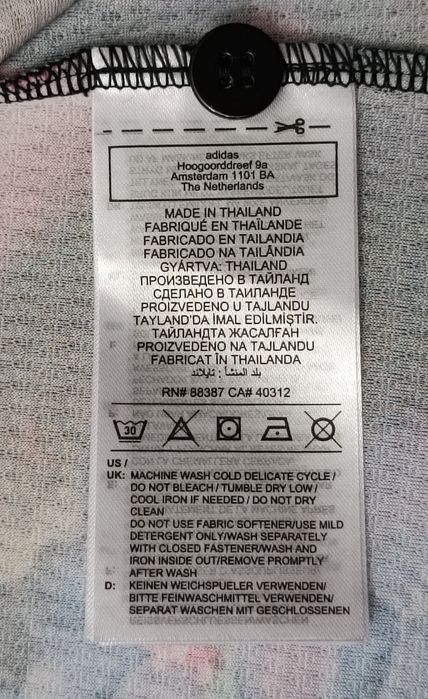 adidas
Hoogoorddreef 9a
Amsterdam 1101 BA
The Netherlands
MADE IN THAILAND
FABRIQUÉ EN THAÏLANDE
FABRICADO EN TAILANDIA
FABRICADO NA TAILÂNDIA
GYÁRTVA: THAILAND
ПРОИЗВЕДЕНО В ТАЙЛАНД
СДЕЛАНО В ТАИЛАНДЕ
PROIZVEDENO U TAJLANDU
TAYLAND'DA İMAL EDİLMİŞTİR.
ТАЙЛАНДТА ЖАСАЛҒАН
PROIZVEDENO NA TAJLANDU
FABRICAT ÎN THAILANDA
بلد المنشأ : تايلاند
RN# 88387 CA# 40312
30
US /
UK: MACHINE WASH COLD DELICATE CYCLE /
DO NOT BLEACH / TUMBLE DRY LOW /
COOL IRON IF NEEDED / DO NOT DRY
CLEAN
DO NOT USE FABRIC SOFTENER/USE MILD
DETERGENT ONLY/WASH SEPARATELY
WITH CLOSED FASTENER/WASH AND
IRON INSIDE OUT/REMOVE PROMPTLY
AFTER WASH
D: KEINEN WEICHSPUELER VERWENDEN/
BITTE FEINWASCHMITTEL VERWENDEN/
SEPARAT WASCHEN MIT GESCHLOSSENEN